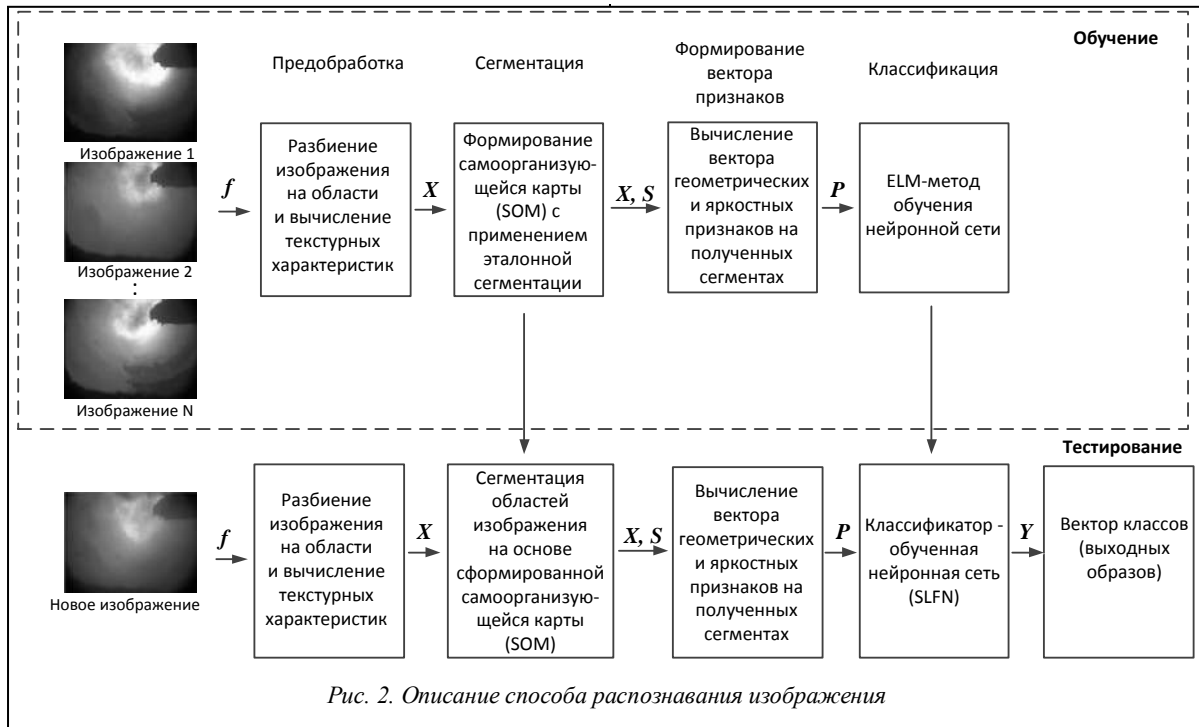 Обучение
Предобработка
Сегментация
Формирование
вектора
признаков
Классификация
Изображение 1
Изображение 2
⋮
Изображение N
f
Разбиение
изображения
на области
и вычисление
текстурных
характеристик
X
Формирование
самоорганизую-
щейся карты
(SOM) с
применением
эталонной
сегментации
X, S
Вычисление
вектора
геометрических
и яркостных
признаков на
полученных
сегментах
P
ELM-метод
обучения
нейронной сети
Тестирование
Новое изображение
f
Разбиение
изображения
на области
и вычисление
текстурных
характеристик
X
Сегментация
областей
изображения
на основе
сформированной
самоорганизую-
щейся карты
(SOM)
X, S
Вычисление
вектора
геометрических
и яркостных
признаков на
полученных
сегментах
P
Классификатор -
обученная
нейронная сеть
(SLFN)
Y
Вектор классов
(выходных
образов)
Рис. 2. Описание способа распознавания изображения